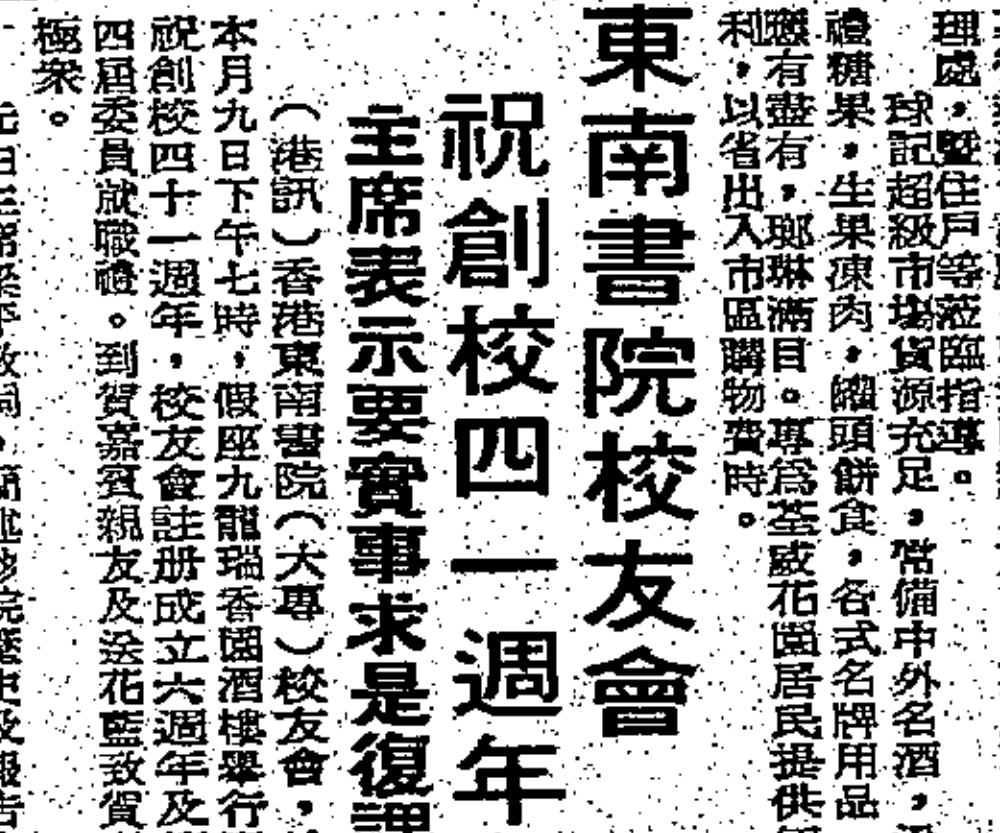 理處，暨住戶等蒞臨指導。
球記超級市場貨源充足，常備中外名酒，
禮糖果，生果凍肉，罐頭餅食，各式名牌用品
應有盡有，瑯琳滿目。專爲荃威花園居民提供
利，以省出入市區購物費時。
東南書院校友會
祝創校四一週年
主席表示要實事求是復課
（港訊）香港東南書院（大專）校友會，
本月九日下午七時，假座九龍瑞香園酒樓舉行
祝創校四十一週年，校友會註册成立六週年及
四屆委員就職禮。到賀嘉賓親友及送花藍致賀
極衆。